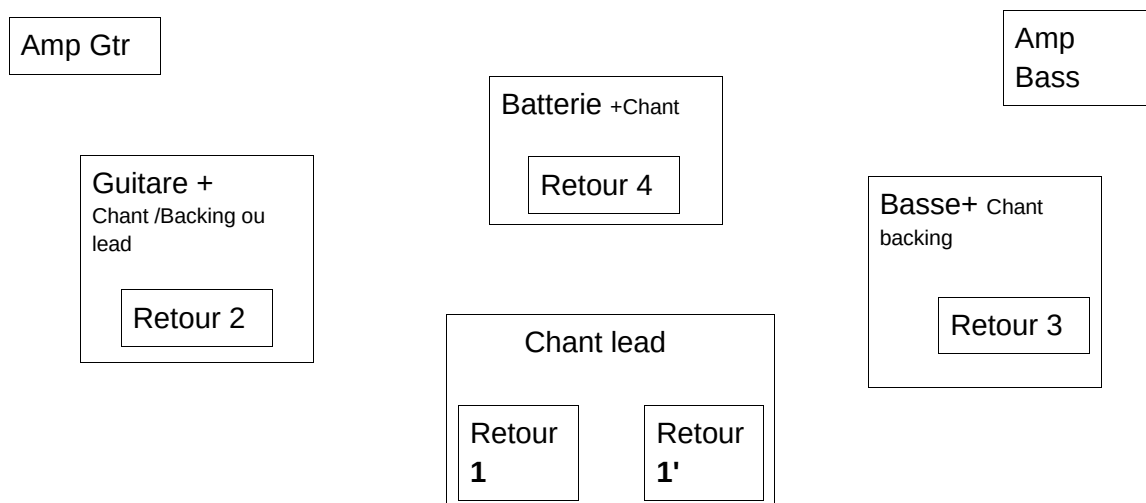 Amp Gtr
Amp
Bass
Batterie +Chant
Retour 4
Guitare +
Chant /Backing ou
lead
Retour 2
Basse+ Chant
backing
Retour 3
Chant lead
Retour
1
Retour
1'